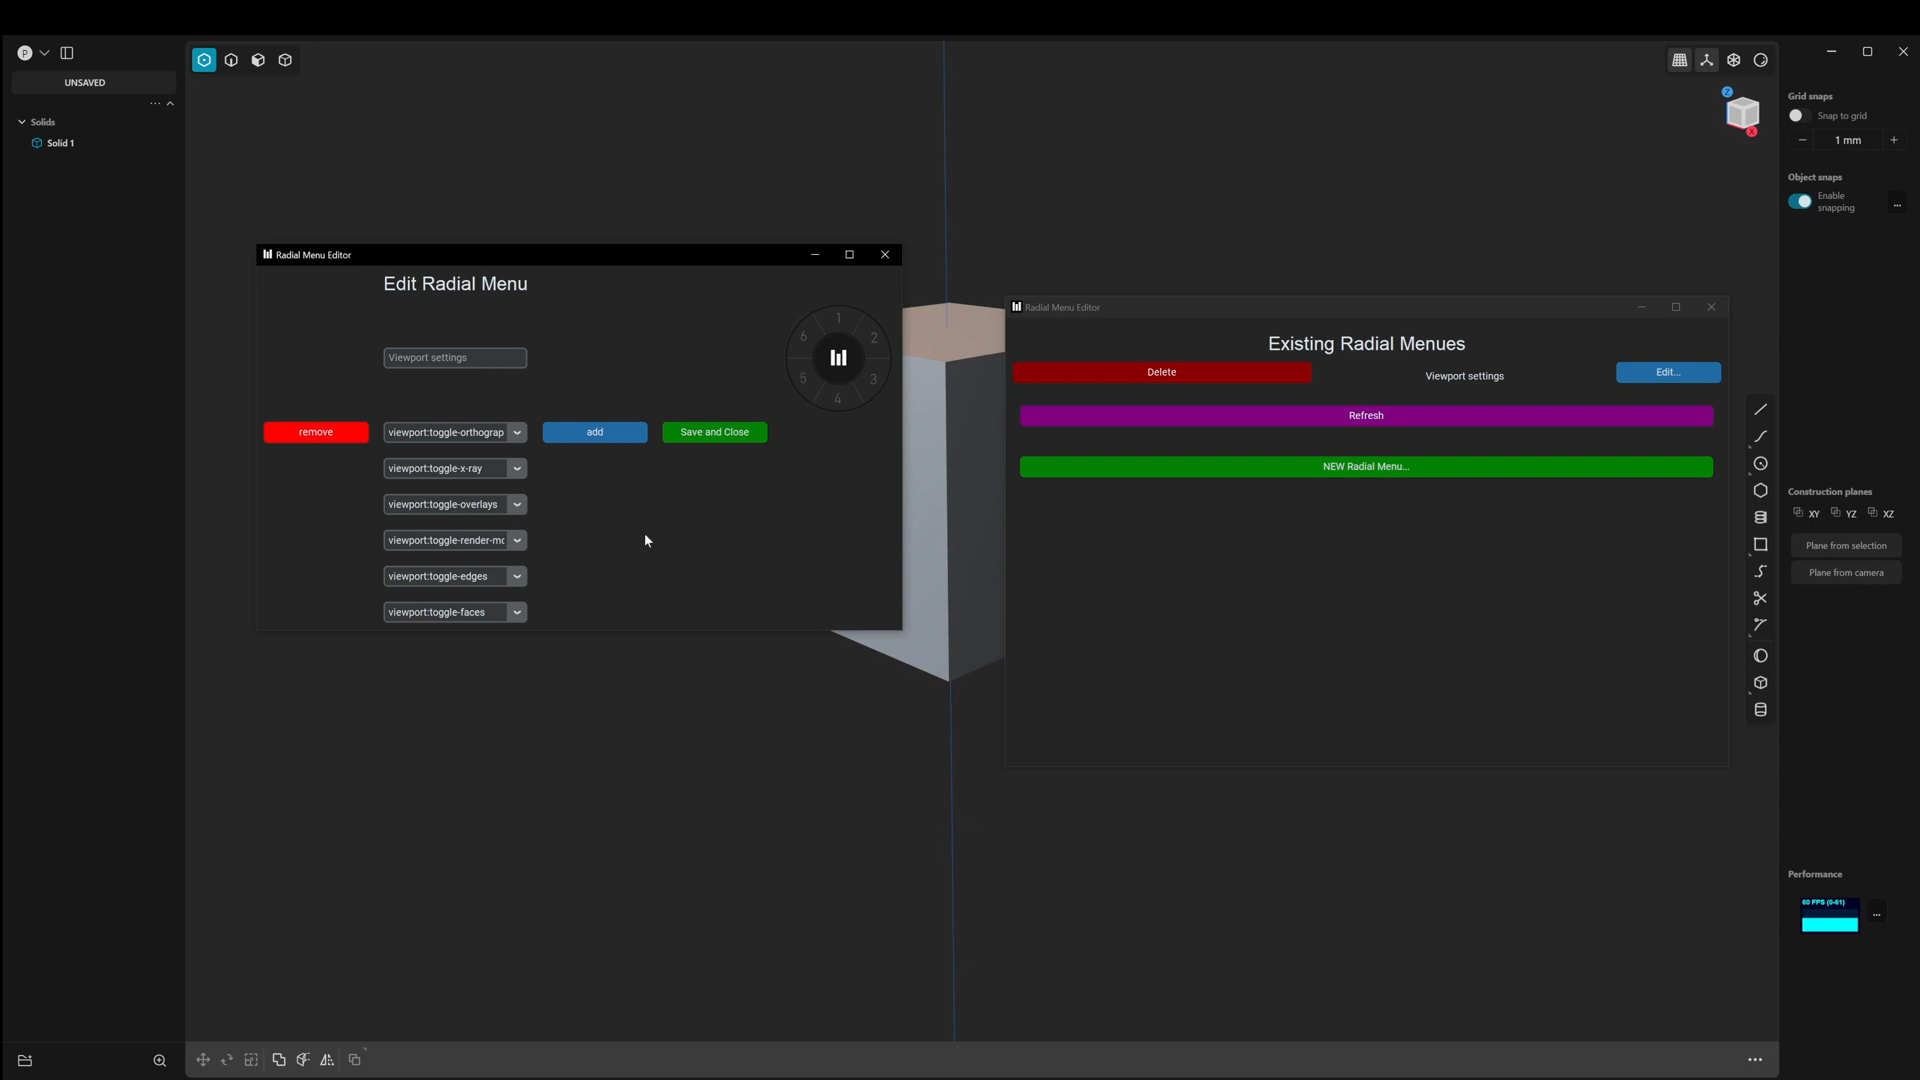 P
UNSAVED
...
Solids
Solid 1
Radial Menu Editor
Edit Radial Menu
Viewport settings
1
2
3
4
5
6
remove
viewport:toggle-orthograp
add
Save and Close
viewport:toggle-x-ray
viewport:toggle-overlays
viewport:toggle-render-mc
viewport:toggle-edges
viewport:toggle-faces
Radial Menu Editor
Existing Radial Menues
Delete
Viewport settings
Edit...
Refresh
NEW Radial Menu...
Z
X
Grid snaps
Snap to grid
1 mm
Object snaps
Enable
snapping
...
Construction planes
XY
YZ
XZ
Plane from selection
Plane from camera
Performance
60 FPS (0-61)
...